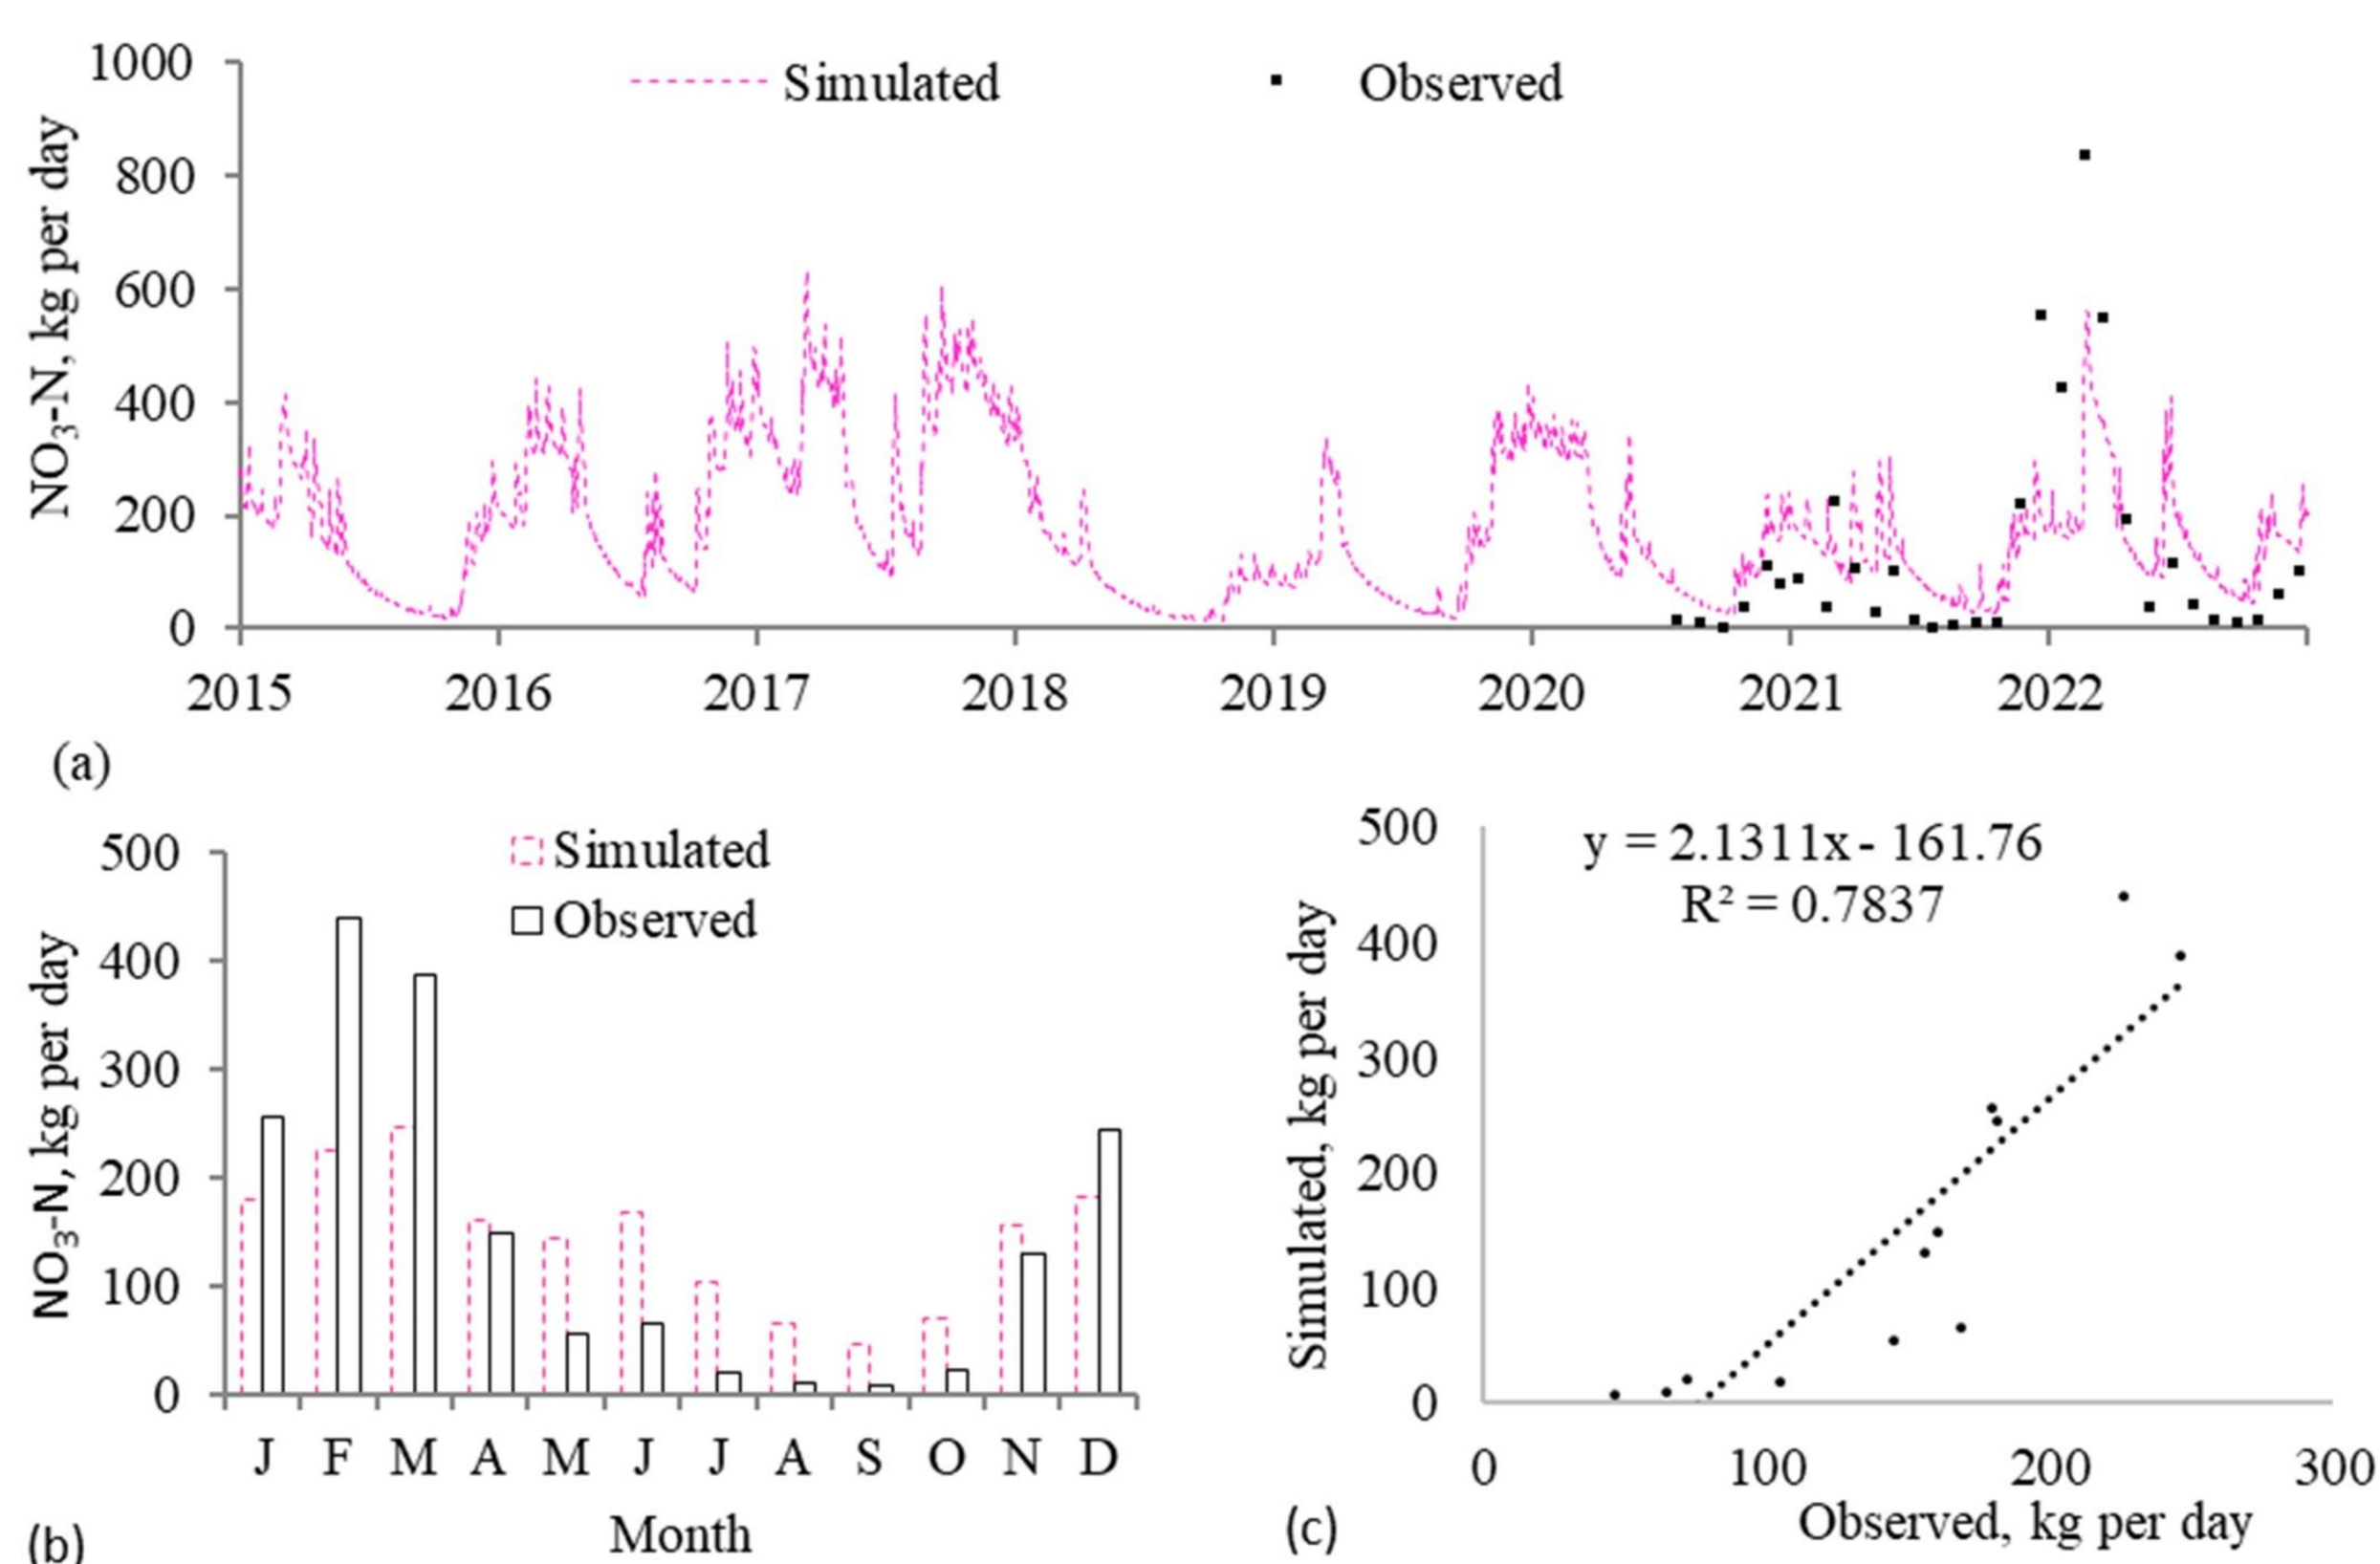 1000
800
600
400
200
0
NO₃-N, kg per day
Simulated
Observed
2015 2016 2017 2018 2019 2020 2021 2022
(a)
500
400
300
200
100
0
NO₃-N, kg per day
Simulated
Observed
J F M A M J J A S O N D
Month
(b)
500
400
300
200
100
0
Simulated, kg per day
y = 2.1311x - 161.76
R² = 0.7837
0 100 200 300
Observed, kg per day
(c)